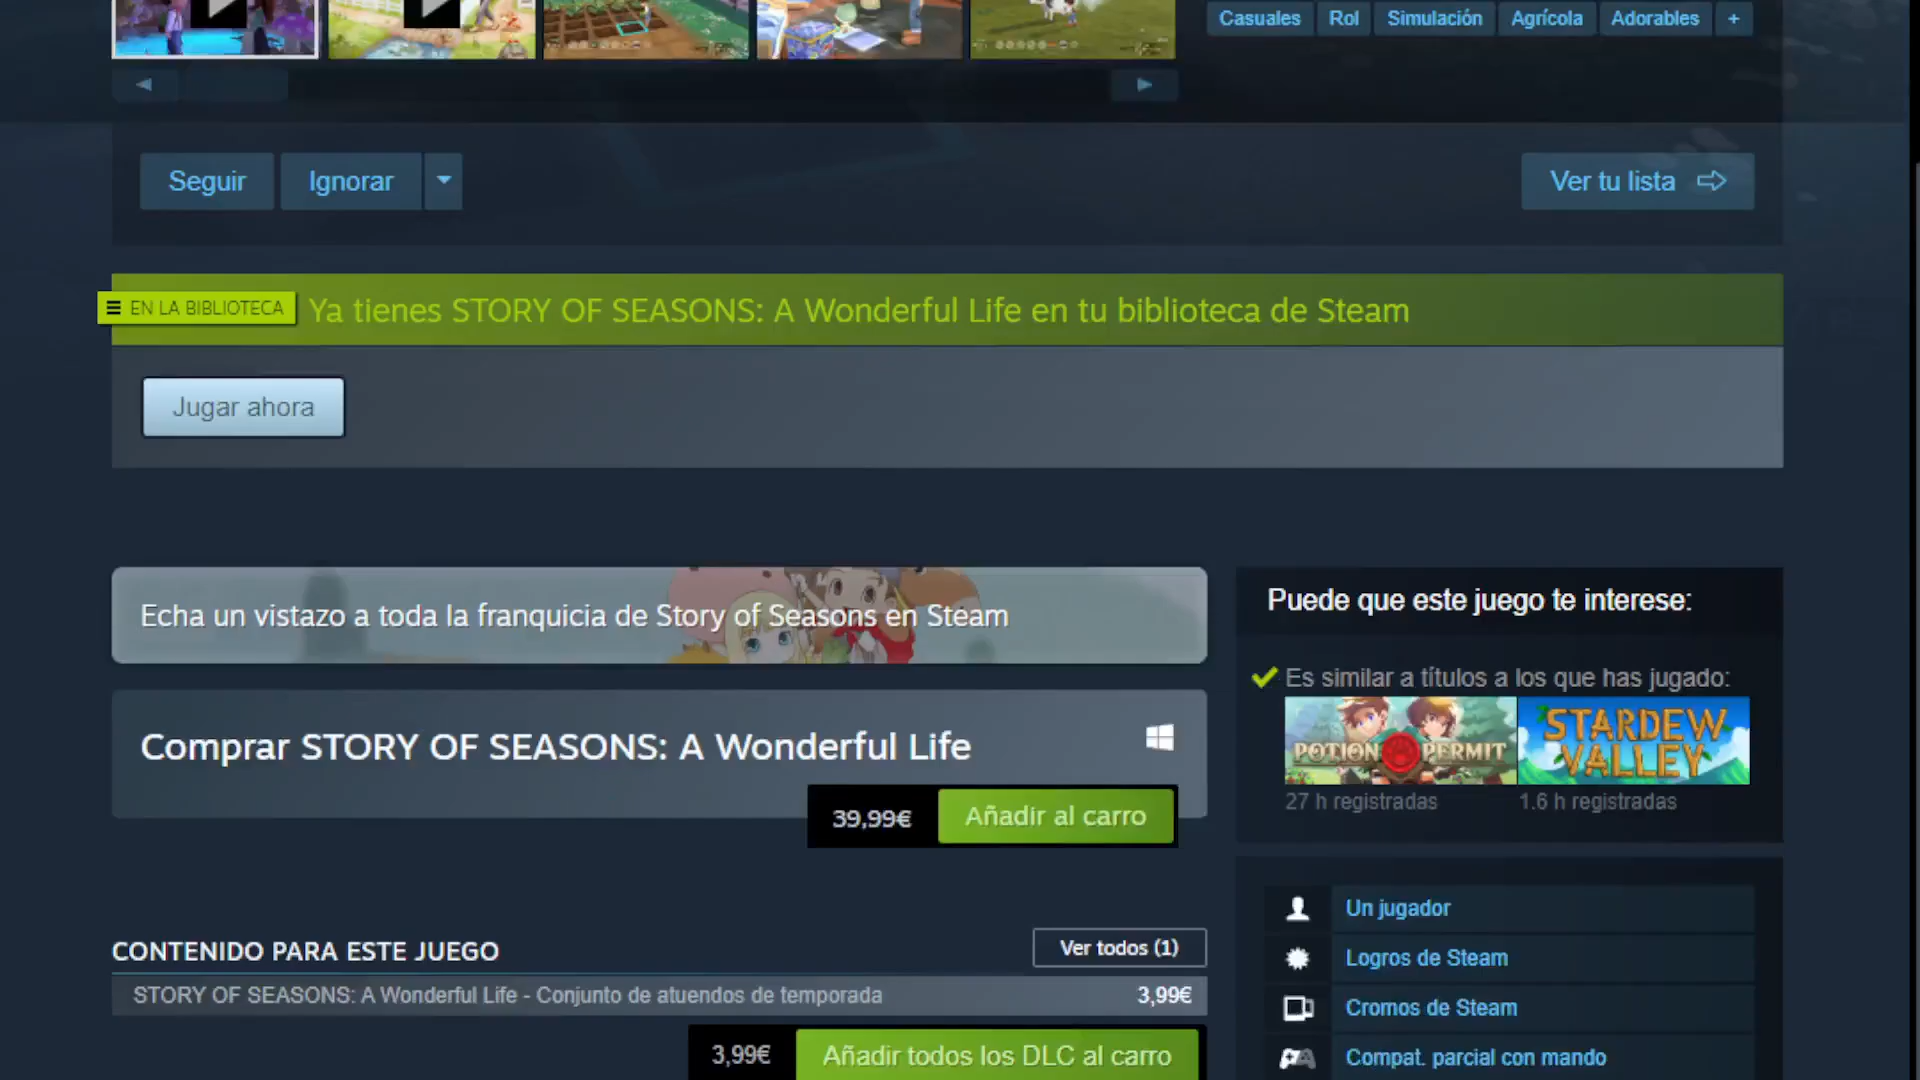 Casuales Rol Simulación Agrícola Adorables +
Seguir Ignorar Ver tu lista
EN LA BIBLIOTECA Ya tienes STORY OF SEASONS: A Wonderful Life en tu biblioteca de Steam
Jugar ahora
Echa un vistazo a toda la franquicia de Story of Seasons en Steam
Comprar STORY OF SEASONS: A Wonderful Life
39,99€ Añadir al carro
CONTENIDO PARA ESTE JUEGO Ver todos (1)
STORY OF SEASONS: A Wonderful Life - Conjunto de atuendos de temporada 3,99€
3,99€ Añadir todos los DLC al carro
Puede que este juego te interese:
Es similar a títulos a los que has jugado:
POTION PERMIT
STARDEW
VALLEY
27 h registradas 1.6 h registradas
Un jugador
Logros de Steam
Cromos de Steam
Compat. parcial con mando